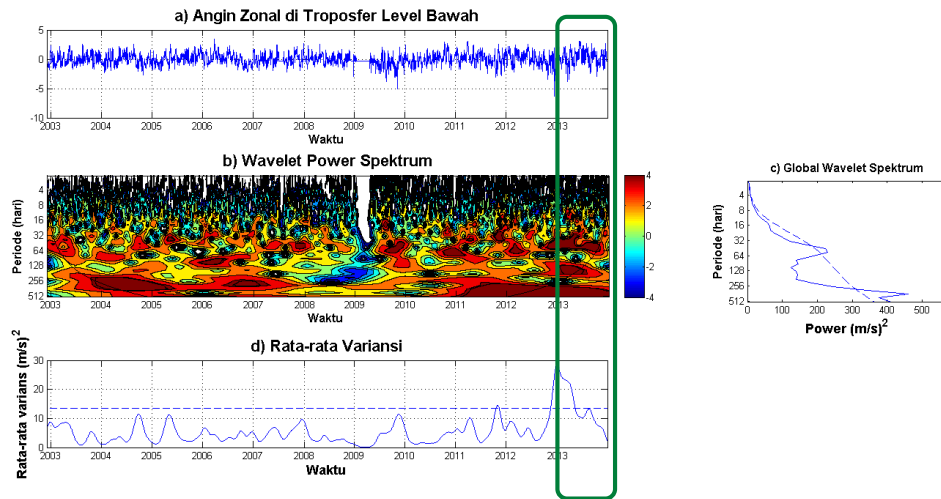 a) Angin Zonal di Troposfer Level Bawah
5
0
-5
-10
2003 2004 2005 2006 2007 2008 2009 2010 2011 2012 2013
Waktu
b) Wavelet Power Spektrum
Periode (hari)
4
8
16
32
64
128
256
512
2003 2004 2005 2006 2007 2008 2009 2010 2011 2012 2013
Waktu
4
2
0
-2
-4
c) Global Wavelet Spektrum
Periode (hari)
4
8
16
32
64
128
256
512
0 100 200 300 400 500
Power (m/s)2
d) Rata-rata Variansi
Rata-rata varians (m/s)2
30
20
10
0
2003 2004 2005 2006 2007 2008 2009 2010 2011 2012 2013
Waktu